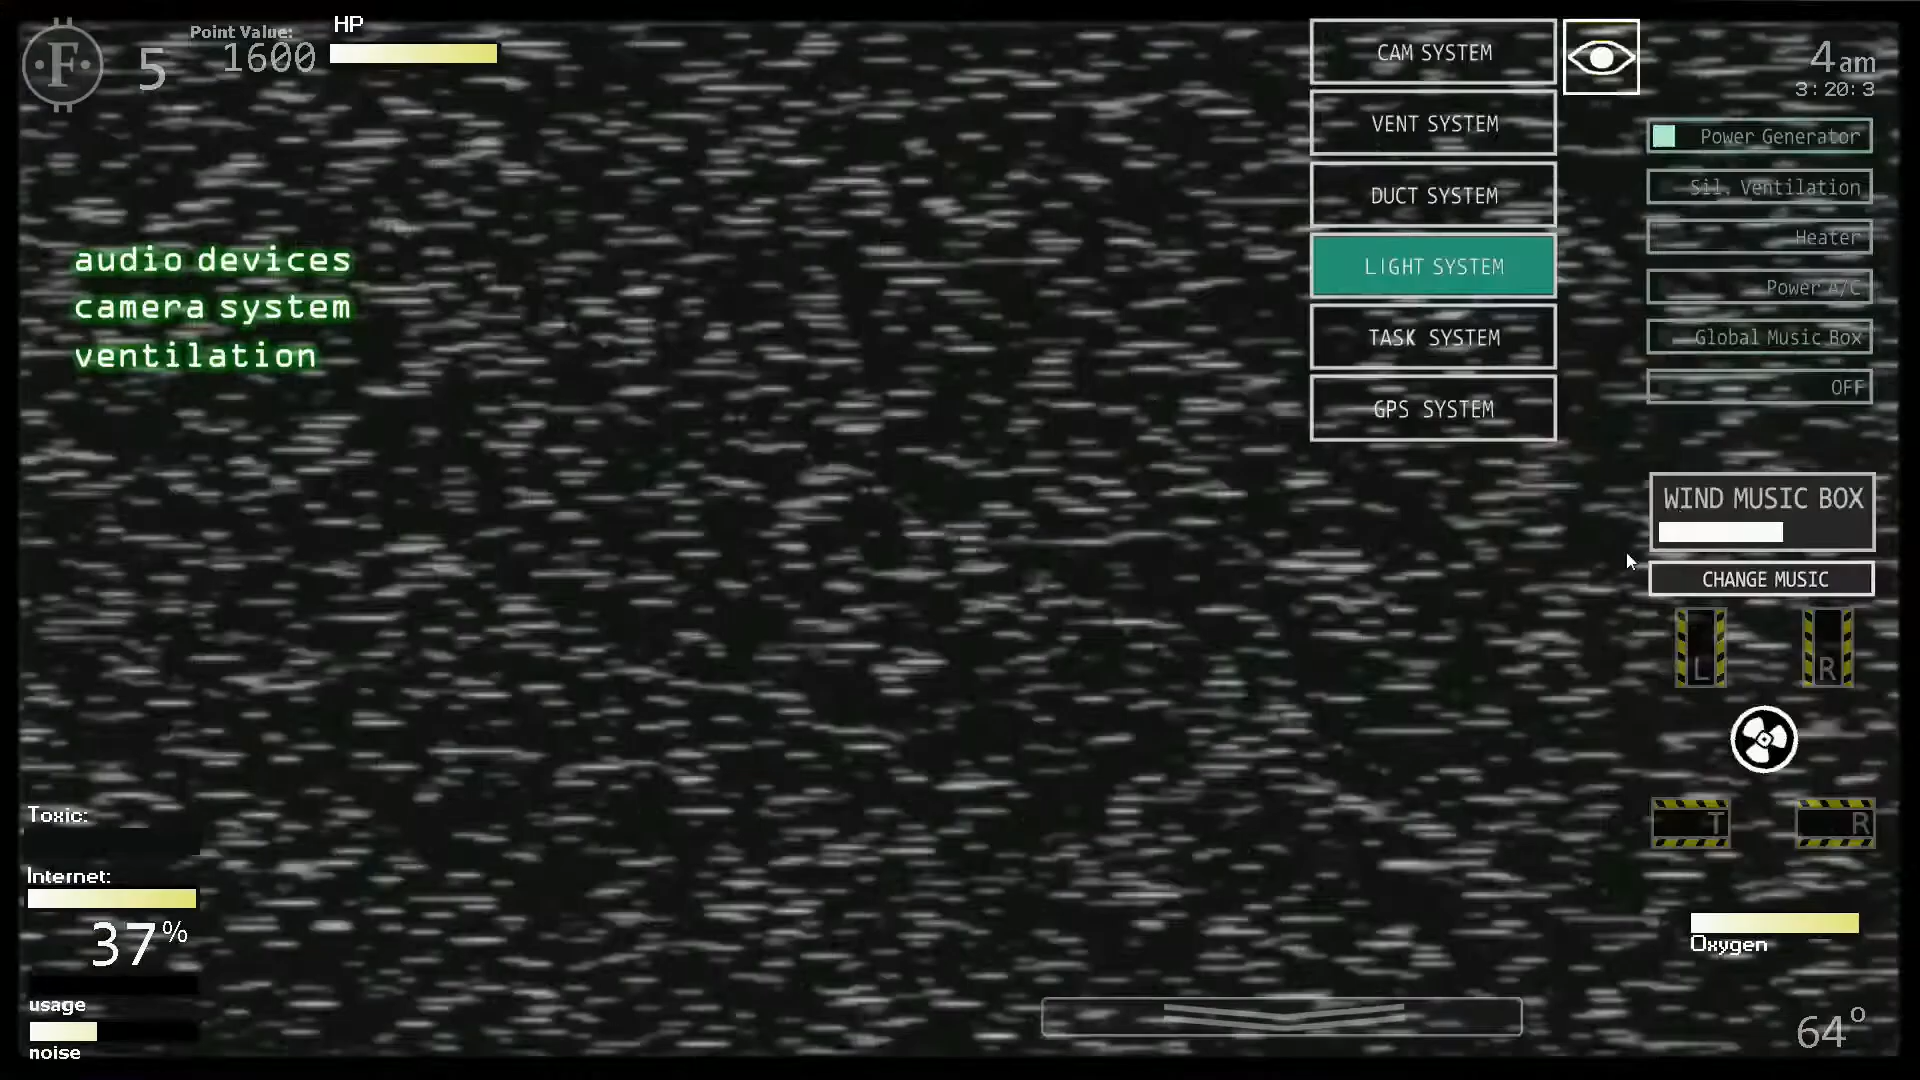 F 5
Point Value:
1600
HP
CAM SYSTEM
VENT SYSTEM
DUCT SYSTEM
LIGHT SYSTEM
TASK SYSTEM
GPS SYSTEM
4am
3:20:3
Power Generator
Sil. Ventilation
Heater
Power A/C
Global Music Box
OFF
audio devices
camera system
ventilation
WIND MUSIC BOX
CHANGE MUSIC
L R
T R
Toxic:
Internet:
37%
usage
noise
Oxygen
64°